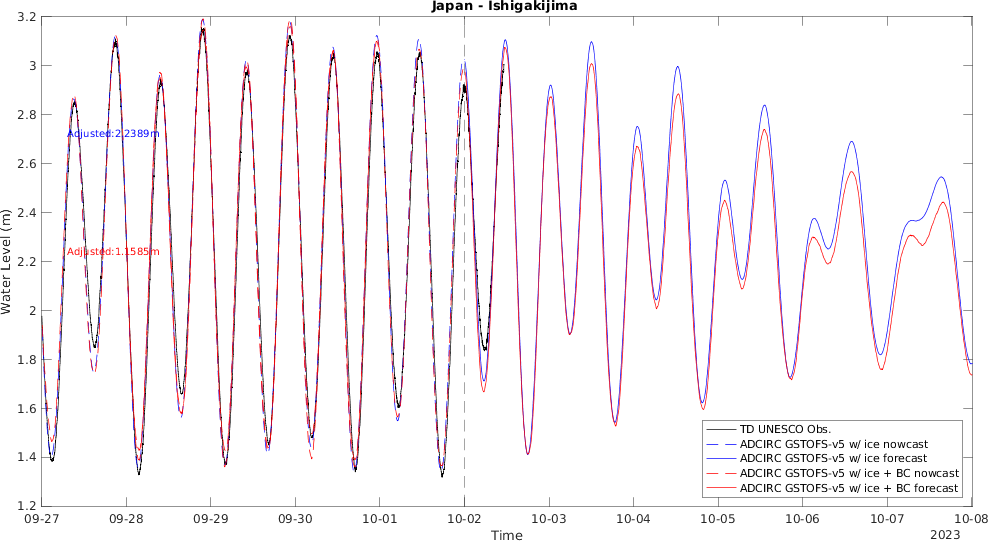 Japan - Ishigakijima
3.2
3
2.8
2.6
2.4
2.2
2
1.8
1.6
1.4
1.2
Water Level (m)
Adjusted:2.2389m
Adjusted:1.1585m
TD UNESCO Obs.
ADCIRC GSTOFS-v5 w/ ice nowcast
ADCIRC GSTOFS-v5 w/ ice forecast
ADCIRC GSTOFS-v5 w/ ice + BC nowcast
ADCIRC GSTOFS-v5 w/ ice + BC forecast
09-27 09-28 09-29 09-30 10-01 10-02 10-03 10-04 10-05 10-06 10-07 10-08
Time
2023